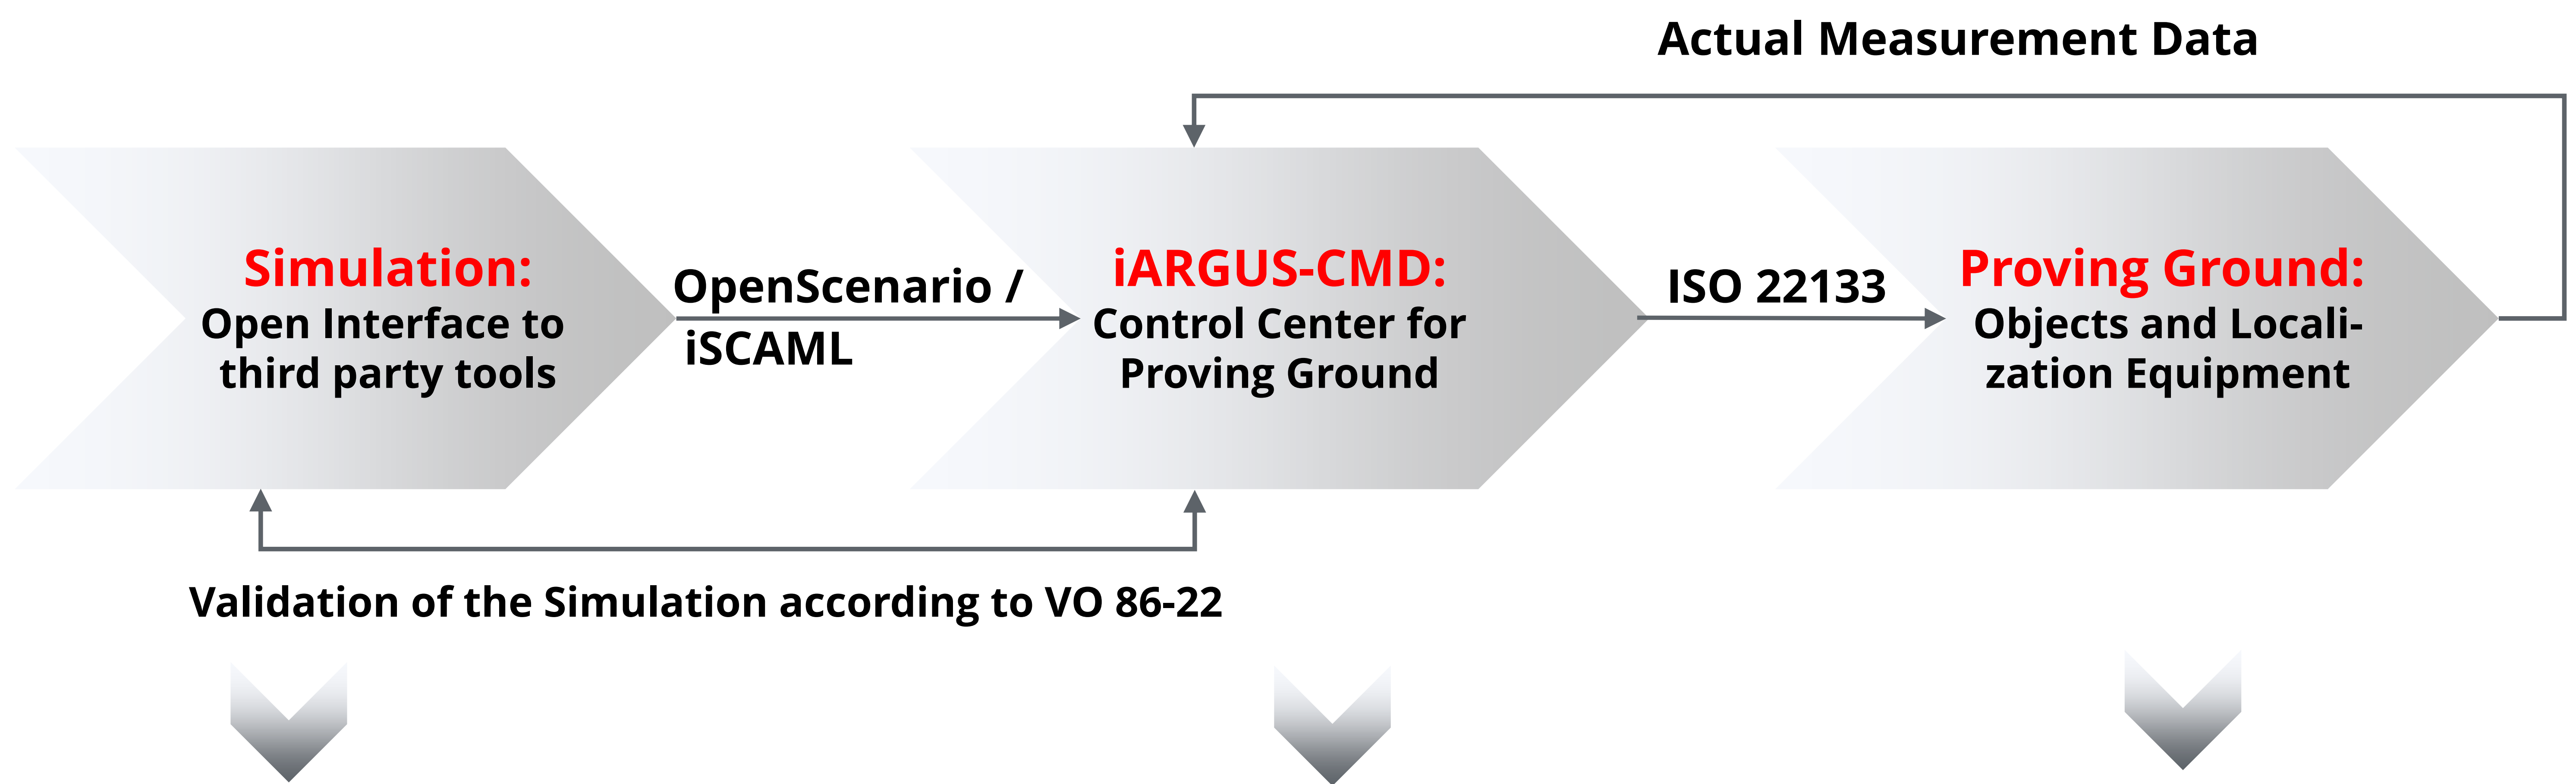 Actual Measurement Data
Simulation:
Open Interface to
third party tools
OpenScenario /
iSCAML
iARGUS-CMD:
Control Center for
Proving Ground
ISO 22133
Proving Ground:
Objects and Locali-
zation Equipment
Validation of the Simulation according to VO 86-22